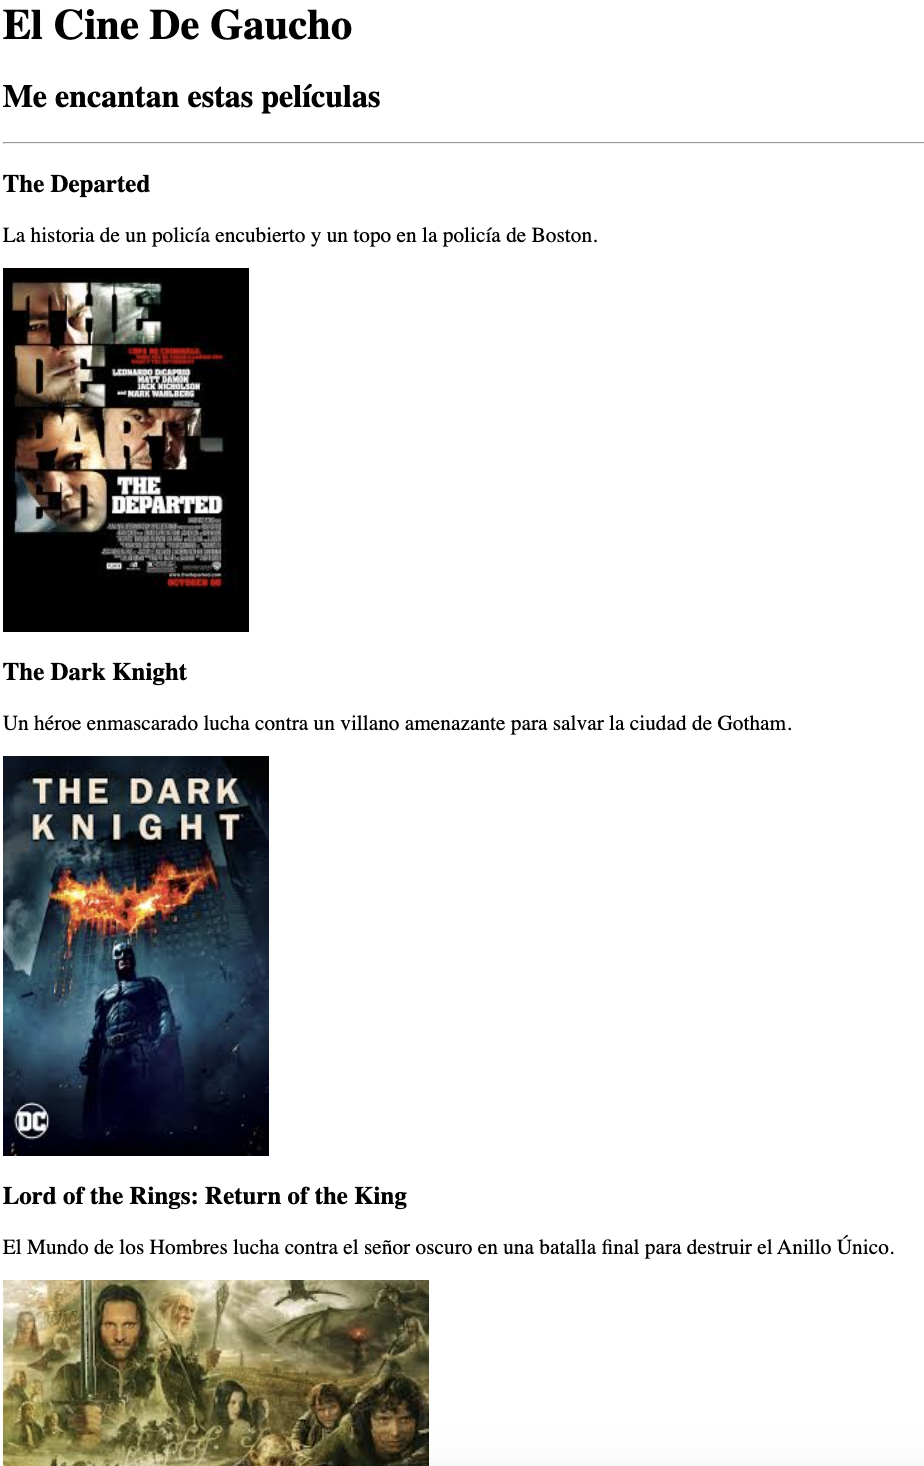 El Cine De Gaucho
Me encantan estas películas
The Departed
La historia de un policía encubierto y un topo en la policía de Boston.
THE
DE
PART-
ED
LEONARDO DiCAPRIO
MATT DAMON
JACK NICHOLSON
AND MARK WAHLBERG
THE
DEPARTED
www.thedeparted.com
OCTOBER 06
The Dark Knight
Un héroe enmascarado lucha contra un villano amenazante para salvar la ciudad de Gotham.
THE DARK
KNIGHT
DC
Lord of the Rings: Return of the King
El Mundo de los Hombres lucha contra el señor oscuro en una batalla final para destruir el Anillo Único.